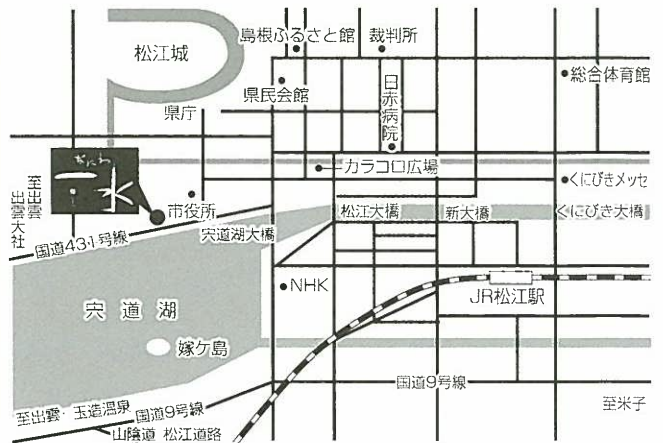 島根ふるさと館
裁判所
松江城
総合体育館
県民会館
日赤病院
県庁
カラコロ広場
なにわ
一水
くにびきメッセ
至出雲
出雲大社
市役所
松江大橋
新大橋
くにびき大橋
宍道湖大橋
国道431号線
NHK
JR松江駅
宍道湖
嫁ケ島
国道9号線
至米子
至出雲・玉造温泉
国道9号線
山陰道 松江道路